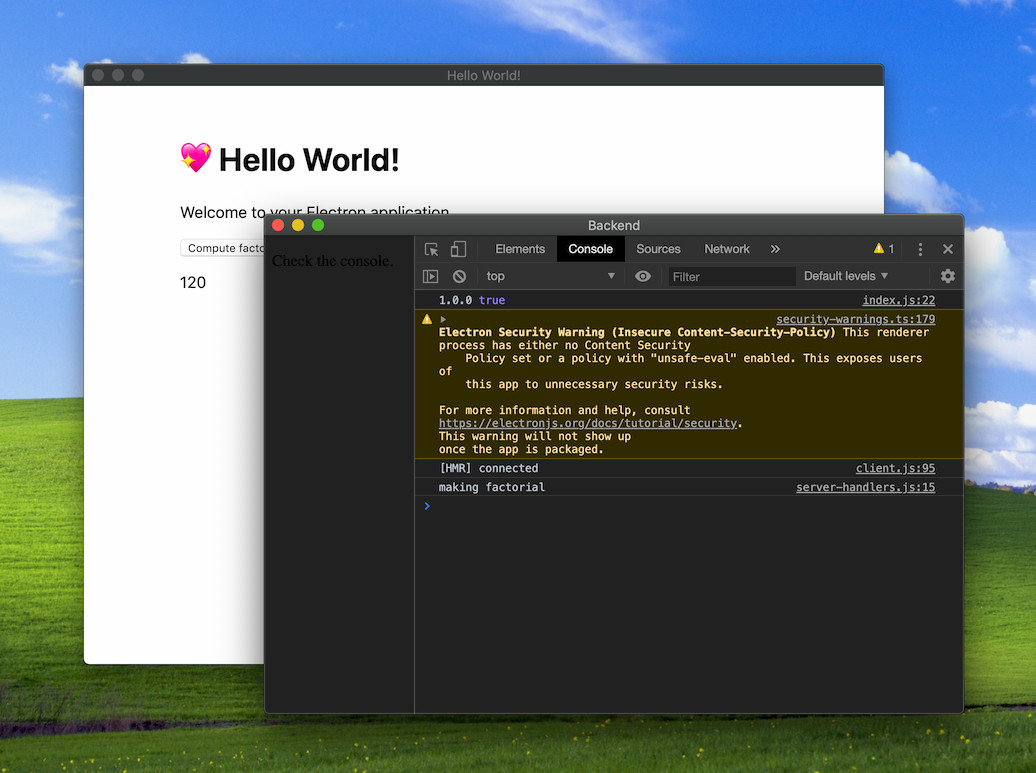 Hello World!
💖 Hello World!
Welcome to your Electron application
Compute facto
120
Backend
Check the console.
Elements Console Sources Network » 1
top Filter Default levels
1.0.0 true index.js:22
security-warnings.ts:179
Electron Security Warning (Insecure Content-Security-Policy) This renderer
process has either no Content Security
Policy set or a policy with "unsafe-eval" enabled. This exposes users
of
this app to unnecessary security risks.
For more information and help, consult
https://electronjs.org/docs/tutorial/security.
This warning will not show up
once the app is packaged.
[HMR] connected client.js:95
making factorial server-handlers.js:15